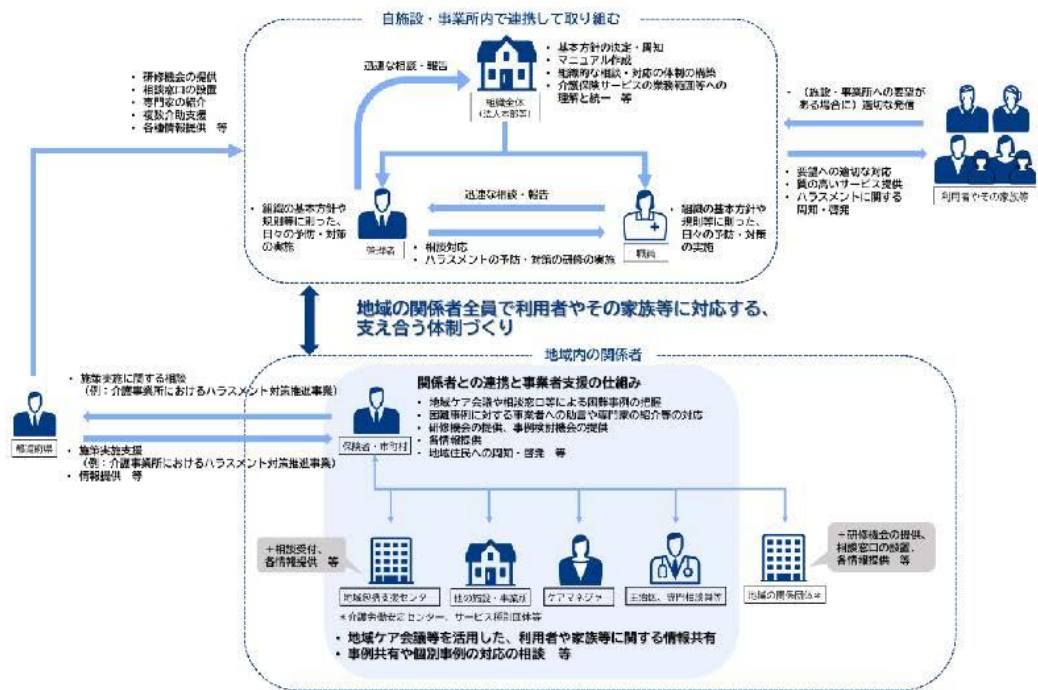 自施設・事業所内で連携して取り組む
・ 研修機会の提供
・ 相談窓口の設置
・ 専門家の紹介
・ 複数介助支援
・ 各種情報提供 等
迅速な相談・報告
組織全体
(法人本部等)
・ 基本方針の決定・周知
・ マニュアル作成
・ 組織的な相談・対応の体制の構築
・ 介護保険サービスの業務範囲等への
理解と統一 等
・ (施設・事業所への要望が
ある場合に)適切な発信
・ 要望への適切な対応
・ 質の高いサービス提供
・ ハラスメントに関する
周知・啓発
利用者やその家族等
・ 組織の基本方針や
規則等に則った、
日々の予防・対策
の実施
管理者
迅速な相談・報告
・ 相談対応
・ ハラスメントの予防・対策の研修の実施
職員
・ 組織の基本方針や
規則等に則った、
日々の予防・対策
の実施
地域の関係者全員で利用者やその家族等に対応する、
支え合う体制づくり
地域内の関係者
都道府県
・ 施策実施に関する相談
(例:介護事業所におけるハラスメント対策推進事業)
・ 施策実施支援
(例:介護事業所におけるハラスメント対策推進事業)
・ 情報提供 等
保険者・市町村
関係者との連携と事業者支援の仕組み
・ 地域ケア会議や相談窓口等による困難事例の把握
・ 困難事例に対する事業者への助言や専門家の紹介等の対応
・ 研修機会の提供、事例検討機会の提供
・ 各情報提供
・ 地域住民への周知・啓発 等
+相談受付、
各情報提供 等
地域包括支援センター
他の施設・事業所
ケアマネジャー
主治医、専門相談員等
+研修機会の提供、
相談窓口の設置、
各情報提供 等
地域の関係団体*
*介護労働安定センター、サービス種別団体等
・ 地域ケア会議等を活用した、利用者や家族等に関する情報共有
・ 事例共有や個別事例の対応の相談 等